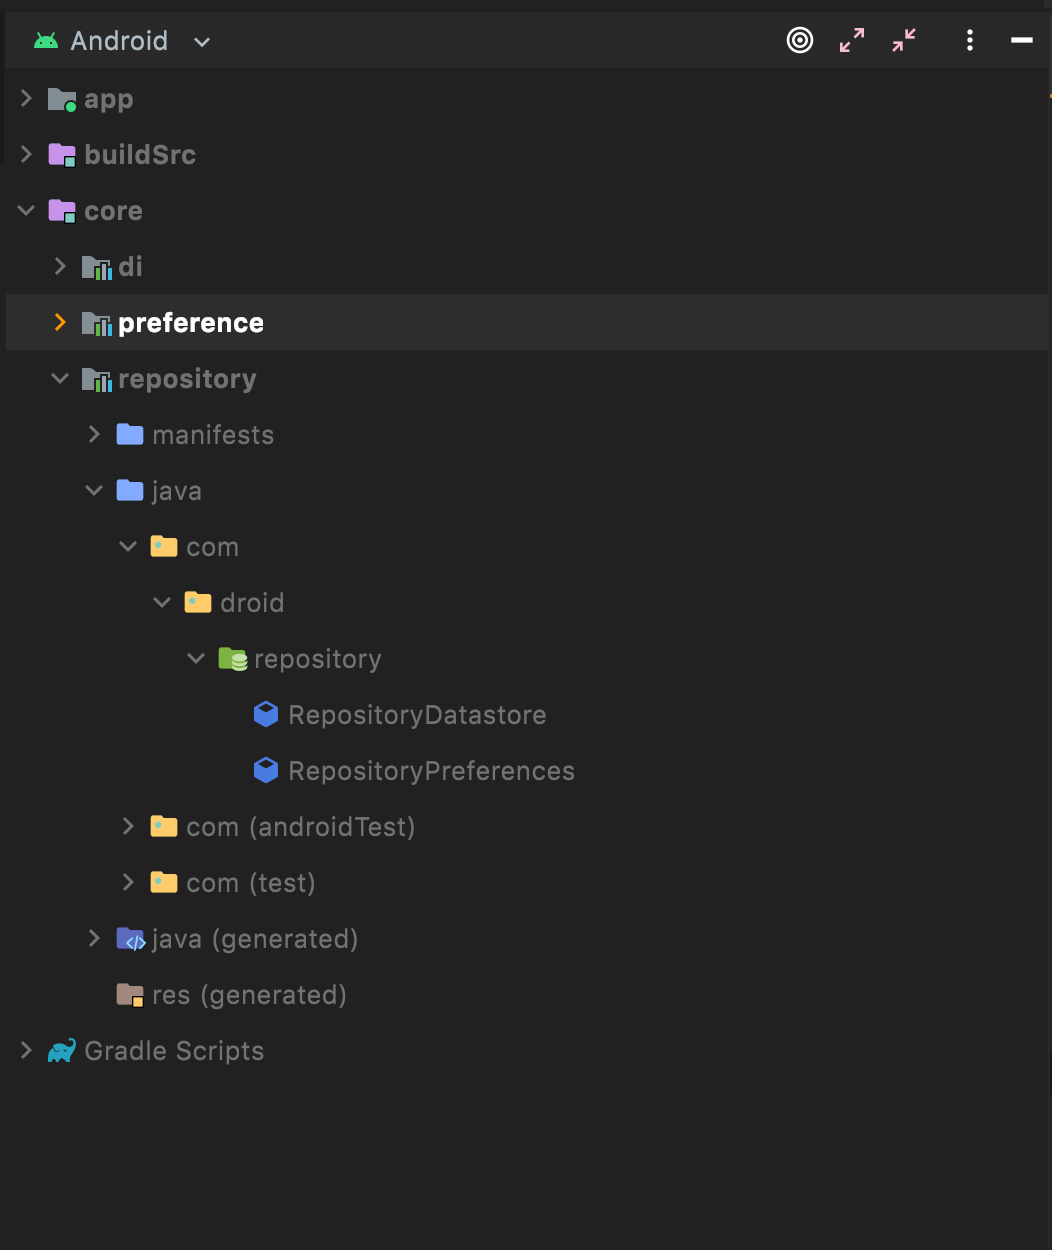 Android
app
buildSrc
core
di
preference
repository
manifests
java
com
droid
repository
RepositoryDatastore
RepositoryPreferences
com (androidTest)
com (test)
java (generated)
res (generated)
Gradle Scripts